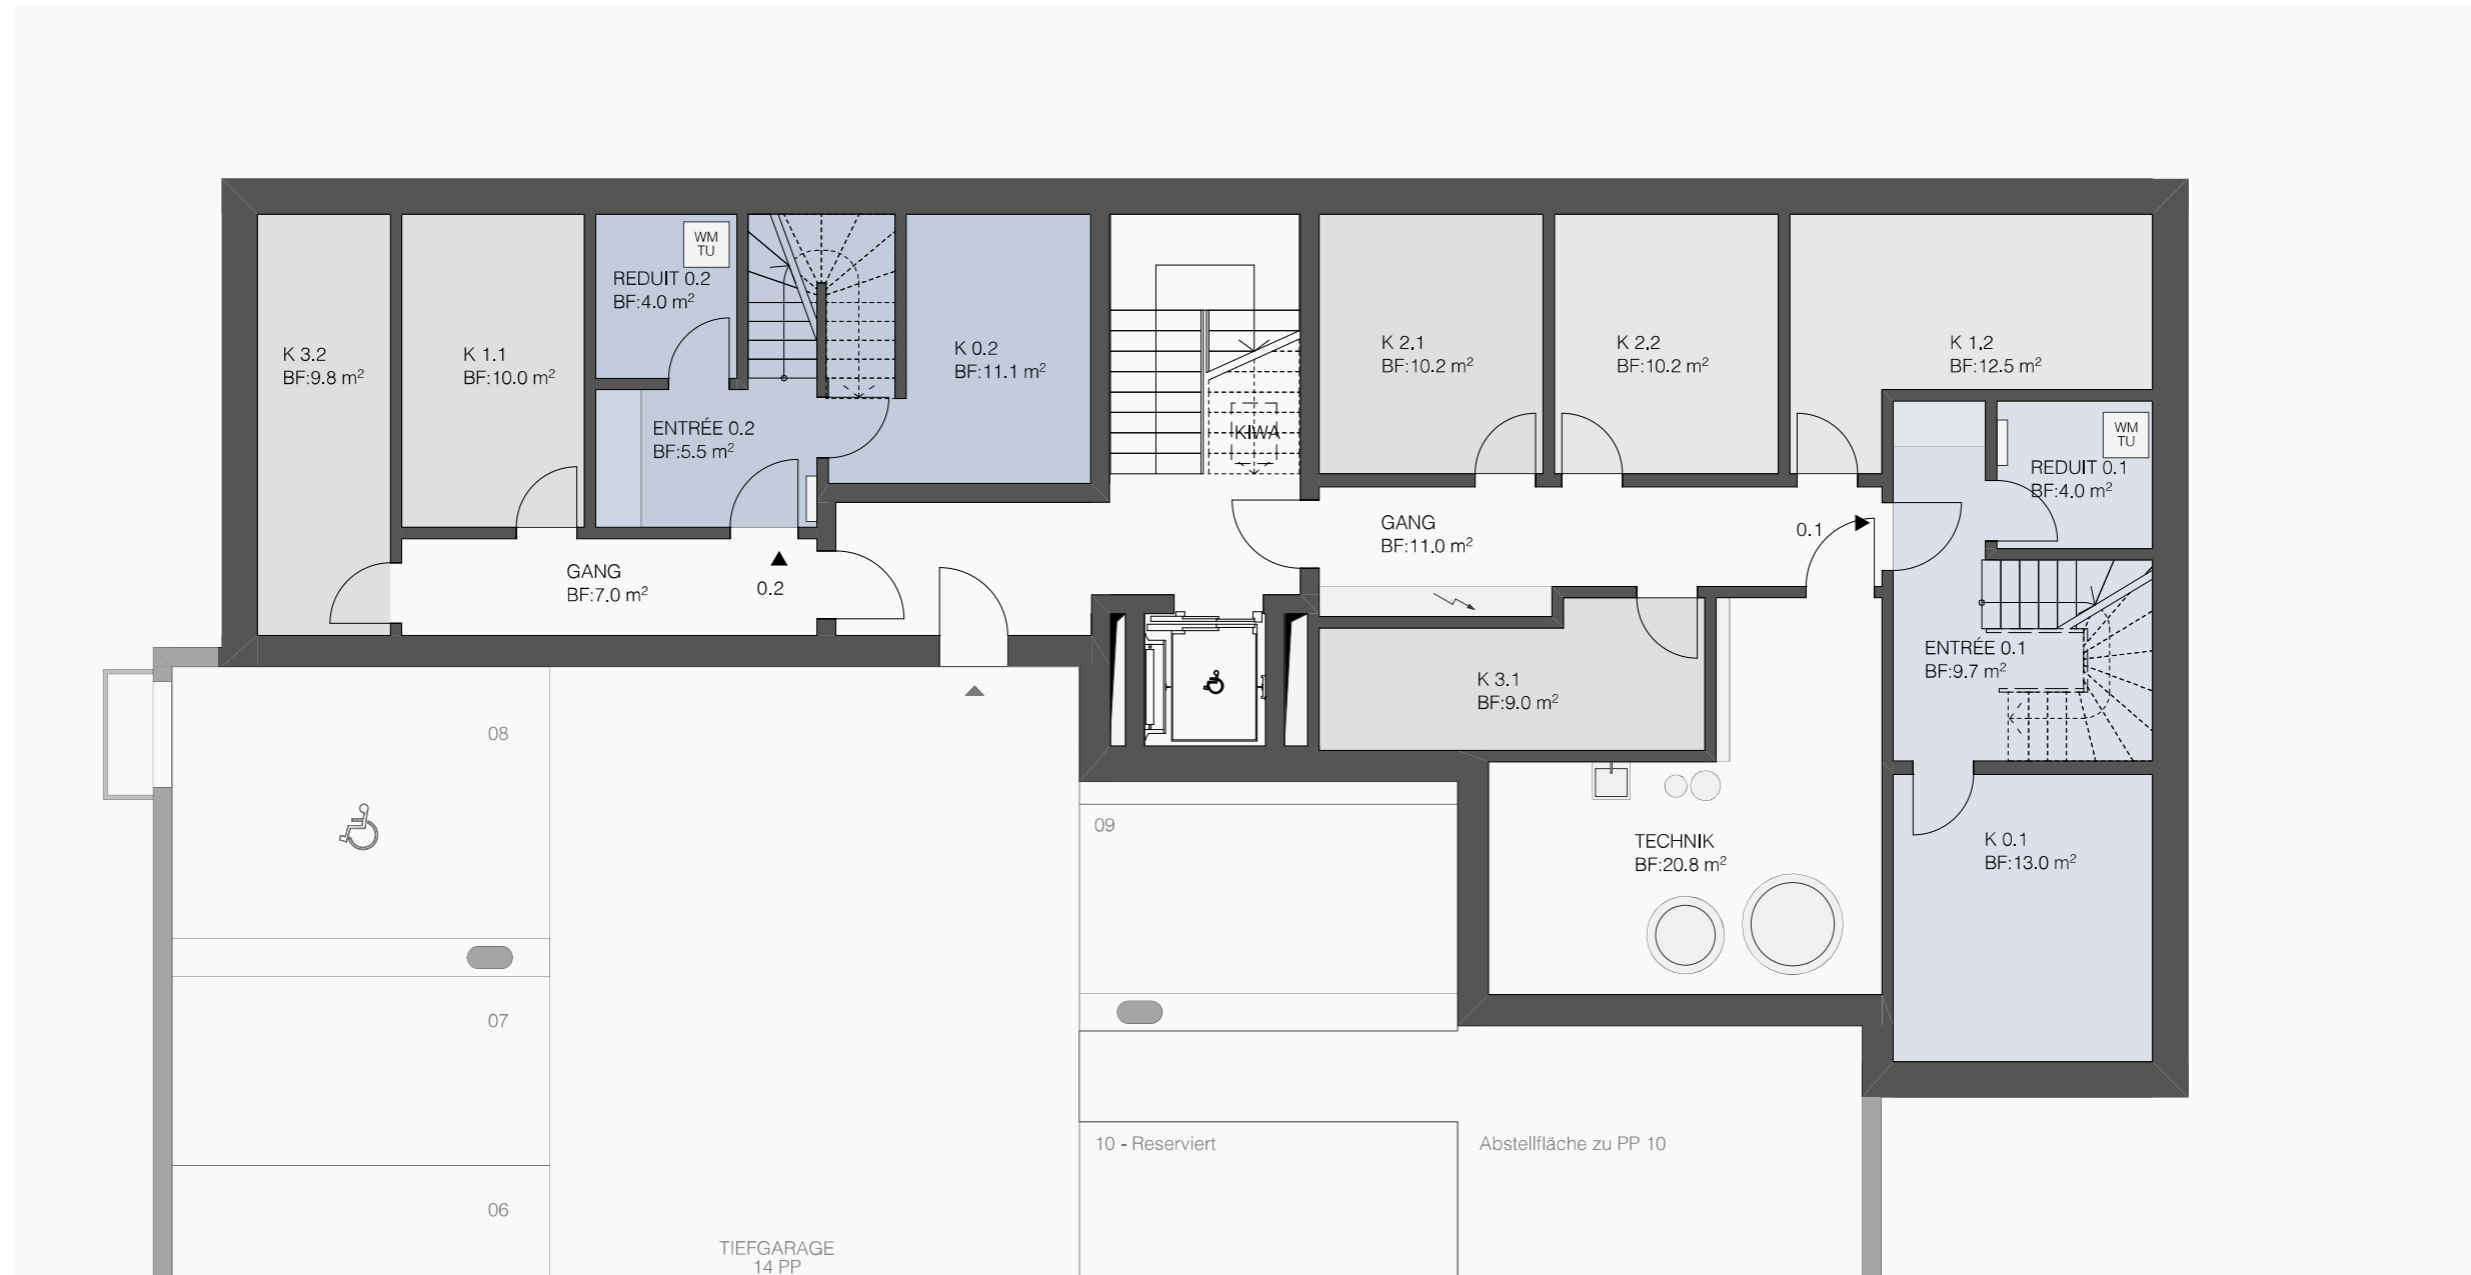 WM
TU
REDUIT 0.2
BF:4.0 m²
K 3.2
BF:9.8 m²
K 1.1
BF:10.0 m²
K 0.2
BF:11.1 m²
ENTRÉE 0.2
BF:5.5 m²
KIWA
K 2.1
BF:10.2 m²
K 2.2
BF:10.2 m²
K 1.2
BF:12.5 m²
WM
TU
REDUIT 0.1
BF:4.0 m²
GANG
BF:7.0 m²
0.2
GANG
BF:11.0 m²
0.1
K 3.1
BF:9.0 m²
ENTRÉE 0.1
BF:9.7 m²
08
09
TECHNIK
BF:20.8 m²
K 0.1
BF:13.0 m²
07
10 - Reserviert
Abstellfläche zu PP 10
06
TIEFGARAGE
14 PP